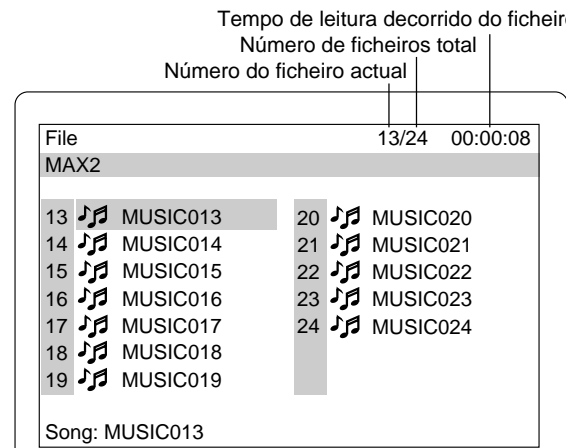 Tempo de leitura decorrido do ficheiro
Número de ficheiros total
Número do ficheiro actual
File 13/24 00:00:08
MAX2
13 MUSIC013
14 MUSIC014
15 MUSIC015
16 MUSIC016
17 MUSIC017
18 MUSIC018
19 MUSIC019
20 MUSIC020
21 MUSIC021
22 MUSIC022
23 MUSIC023
24 MUSIC024
Song: MUSIC013